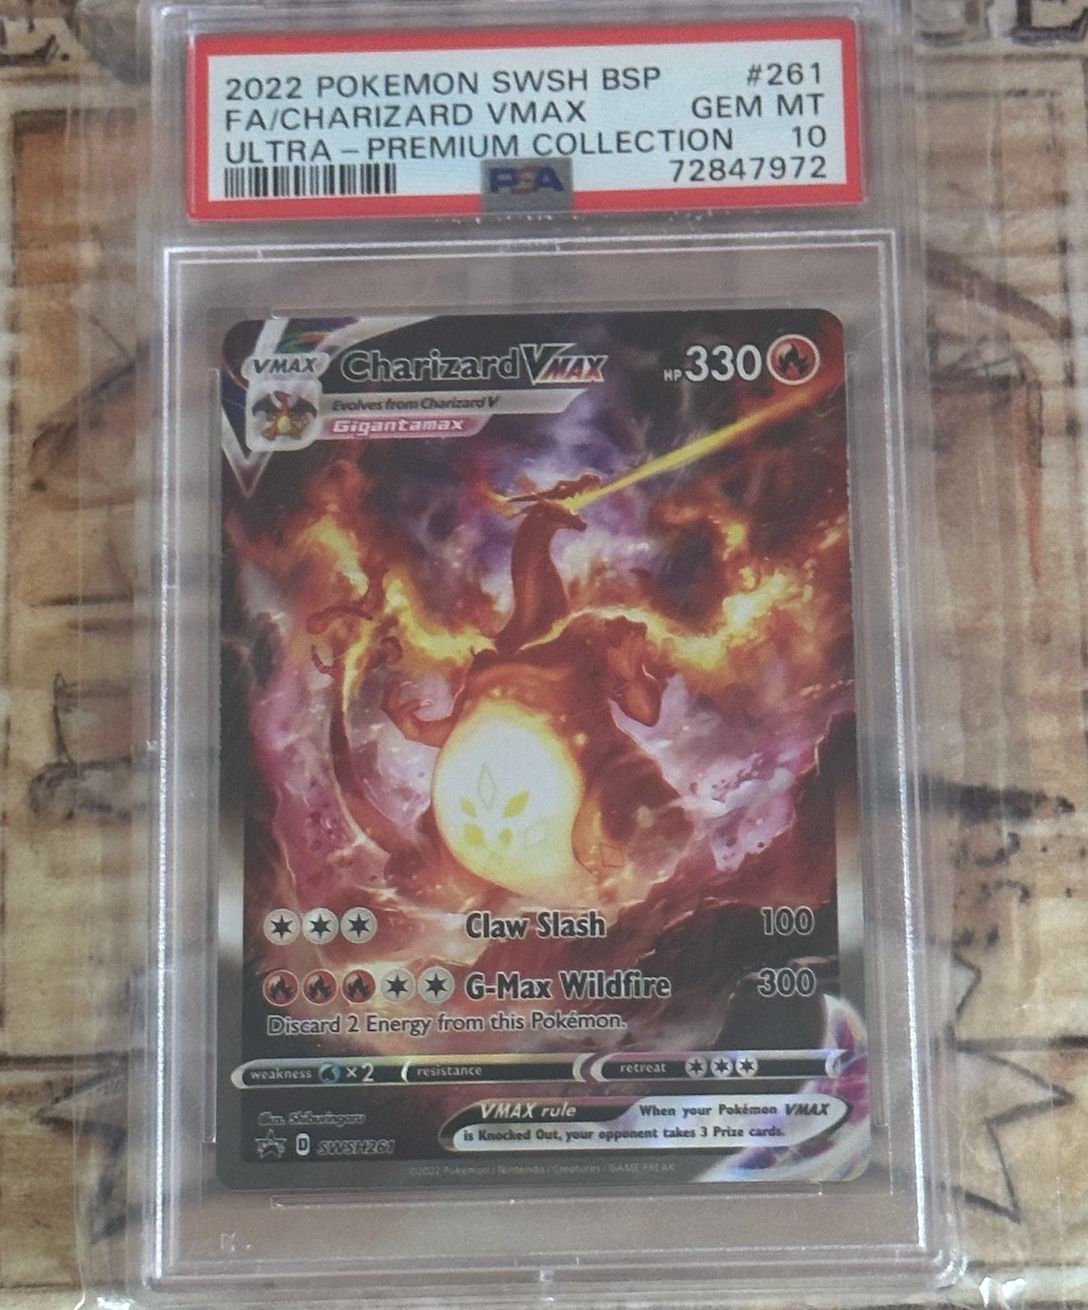 2022 POKEMON SWSH BSP #261
FA/CHARIZARD VMAX GEM MT
ULTRA-PREMIUM COLLECTION 10
PSA 72847972
VMAX Charizard VMAX HP 330
Evolves from Charizard V
Gigantamax
Claw Slash 100
G-Max Wildfire 300
Discard 2 Energy from this Pokémon.
weakness ×2 resistance retreat
Illus. Shibuzoh.
VMAX rule When your Pokémon VMAX
is Knocked Out, your opponent takes 3 Prize cards.
D SWSH261
©2022 Pokémon / Nintendo / Creatures / GAME FREAK